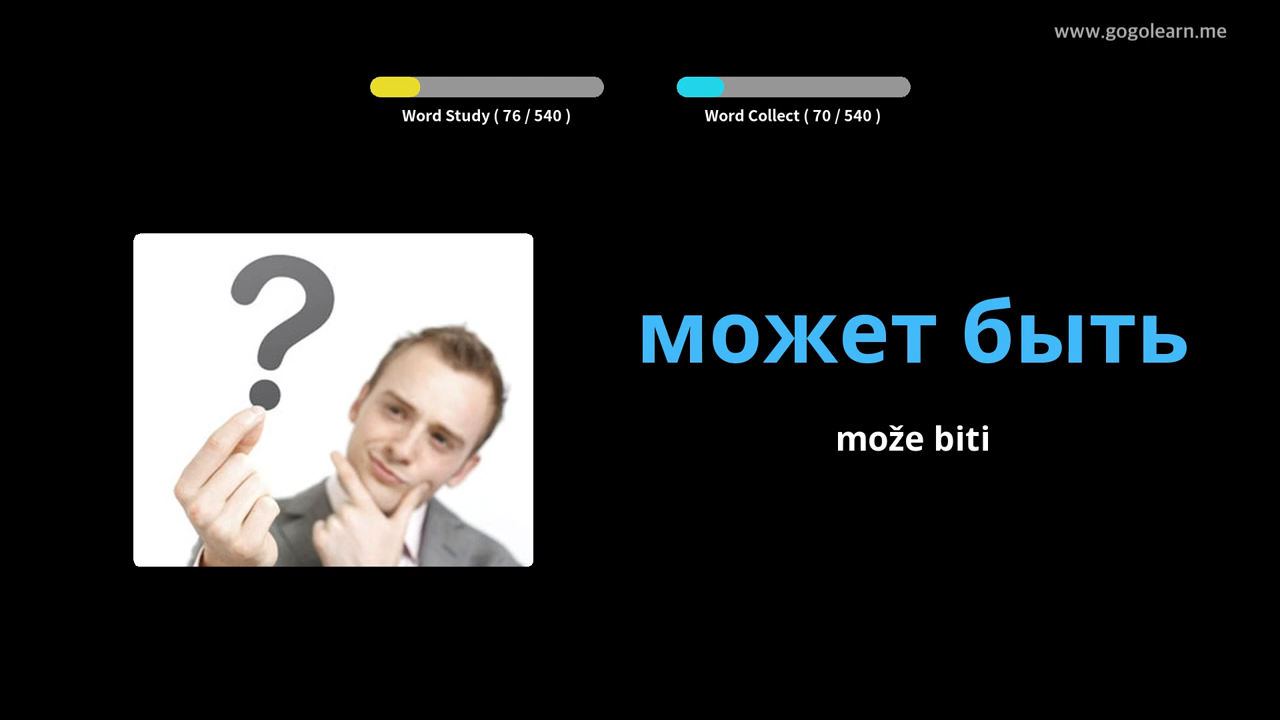 www.gogolearn.me
Word Study ( 76 / 540 )
Word Collect ( 70 / 540 )
?
может быть
može biti